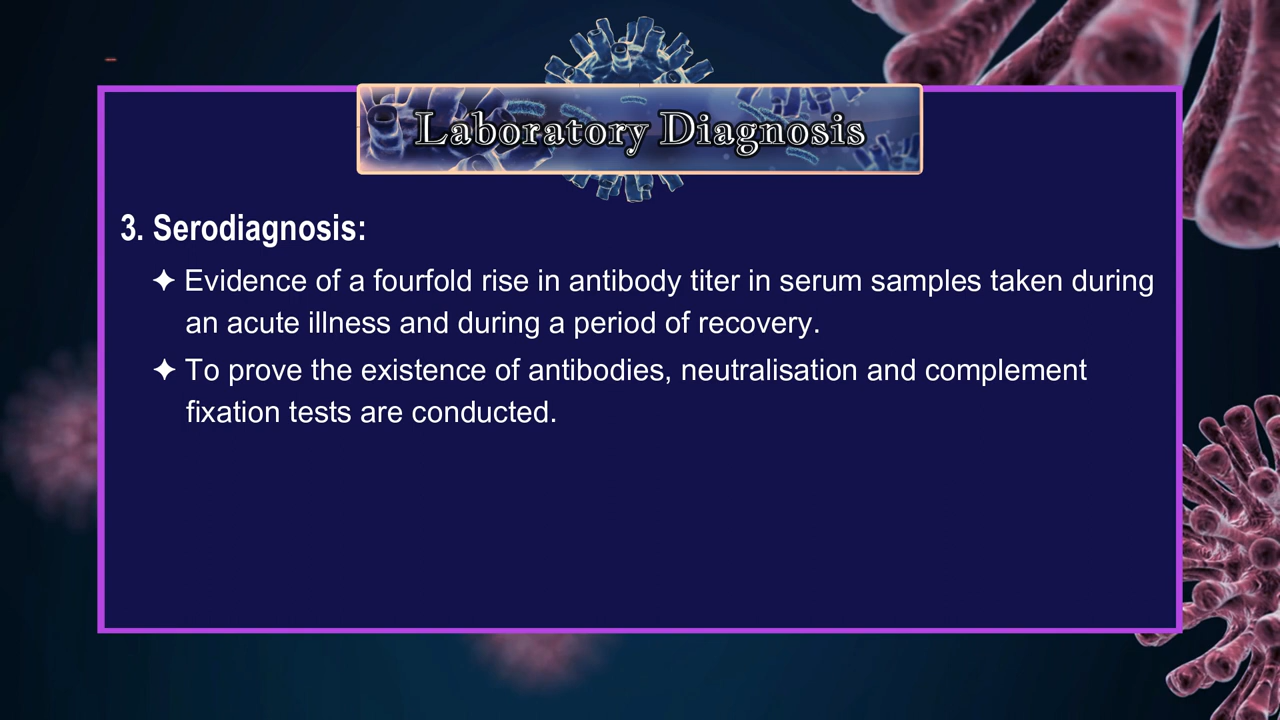 Laboratory Diagnosis
3. Serodiagnosis:
✦ Evidence of a fourfold rise in antibody titer in serum samples taken during
an acute illness and during a period of recovery.
✦ To prove the existence of antibodies, neutralisation and complement
fixation tests are conducted.